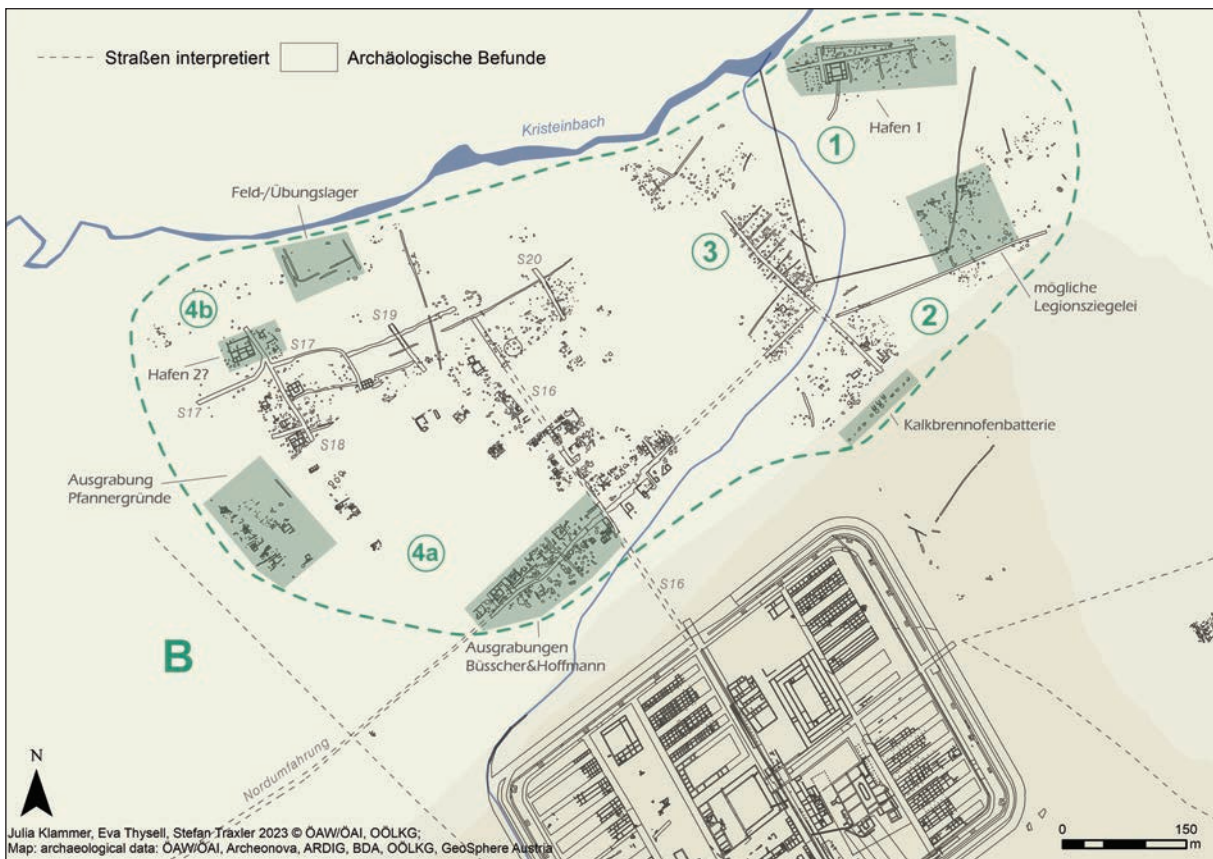 Straßen interpretiert
Archäologische Befunde
Kristeinbach
Hafen 1
1
Feld-/Übungslager
3
S20
mögliche
Legionsziegelei
4b
S19
2
S17
Hafen 2?
S16
S17
Kalkbrennofenbatterie
S18
Ausgrabung
Pfannergründe
4a
S16
B
Ausgrabungen
Büsscher&Hoffmann
Nordumfahrung
N
Julia Klammer, Eva Thysell, Stefan Traxler 2023 © ÖAW/ÖAI, OÖLKG;
Map: archaeological data: ÖAW/ÖAI, Archeonova, ARDIG, BDA, OÖLKG, GeoSphere Austria
0 150
m